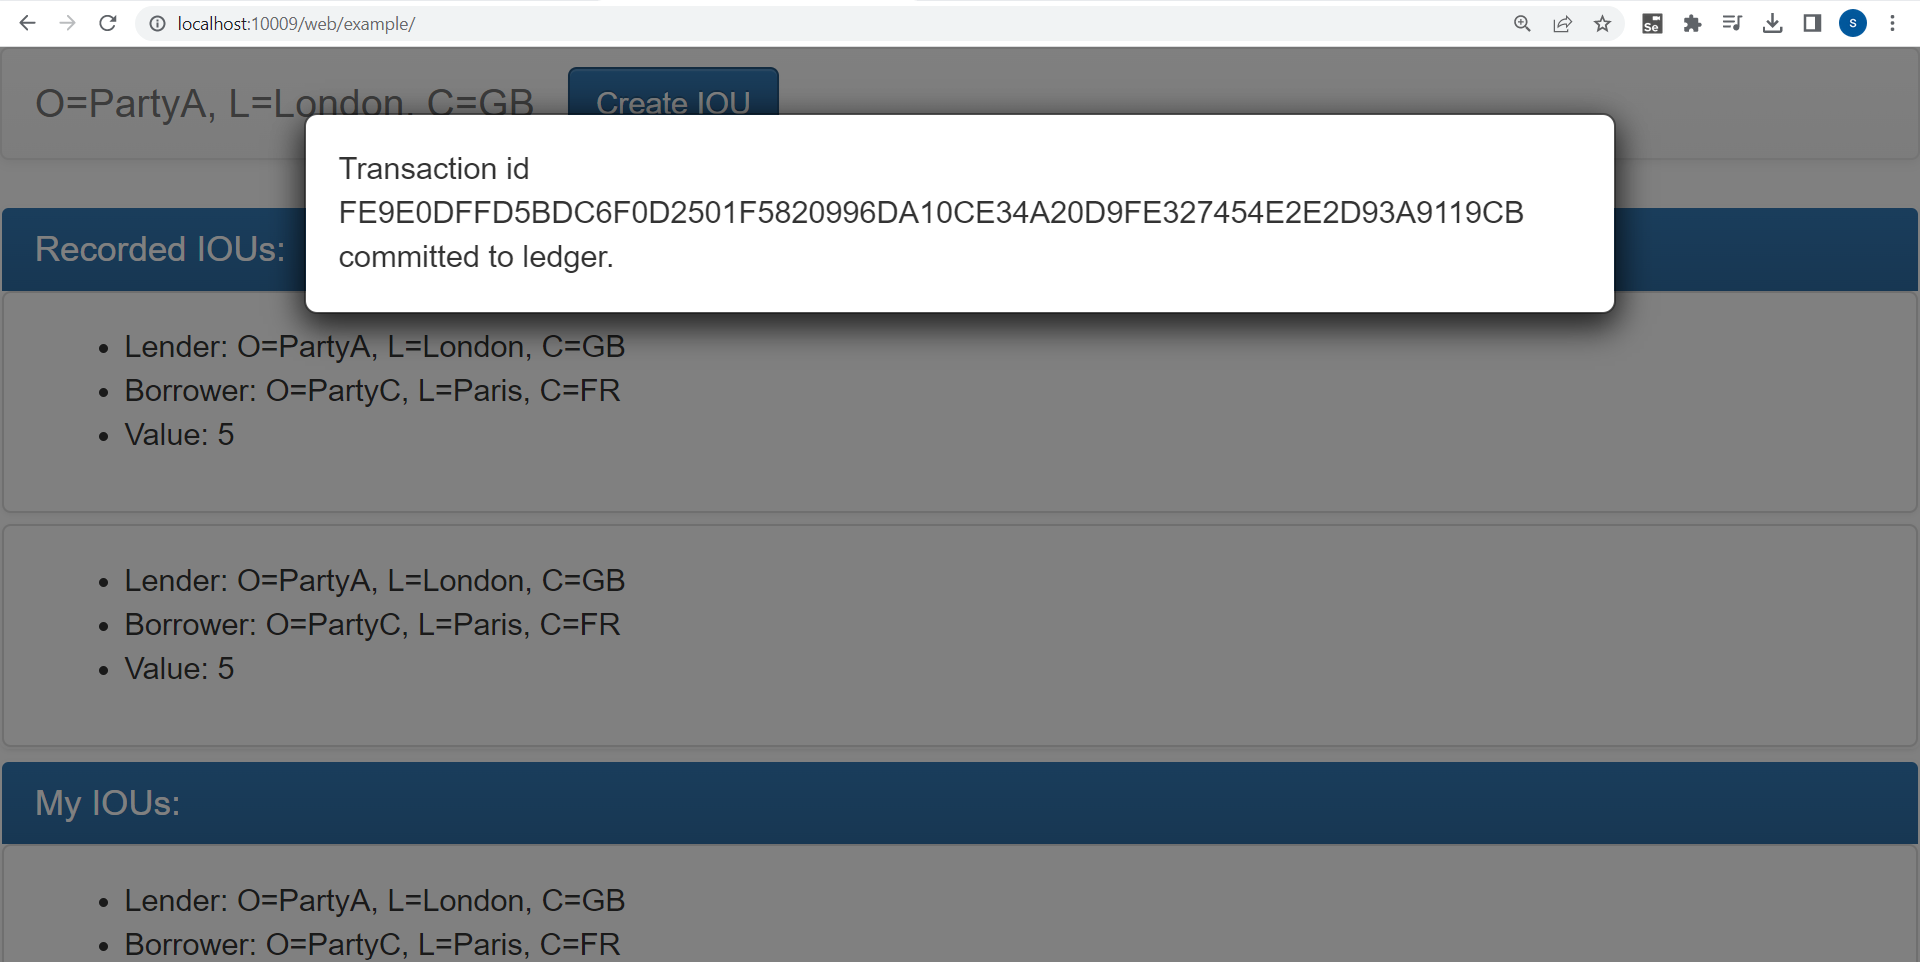 localhost:10009/web/example/
Se
s
O=PartyA, L=London, C=GB
Create IOU
Transaction id
FE9E0DFFD5BDC6F0D2501F5820996DA10CE34A20D9FE327454E2E2D93A9119CB
committed to ledger.
Recorded IOUs:
• Lender: O=PartyA, L=London, C=GB
• Borrower: O=PartyC, L=Paris, C=FR
• Value: 5
• Lender: O=PartyA, L=London, C=GB
• Borrower: O=PartyC, L=Paris, C=FR
• Value: 5
My IOUs:
• Lender: O=PartyA, L=London, C=GB
• Borrower: O=PartyC, L=Paris, C=FR